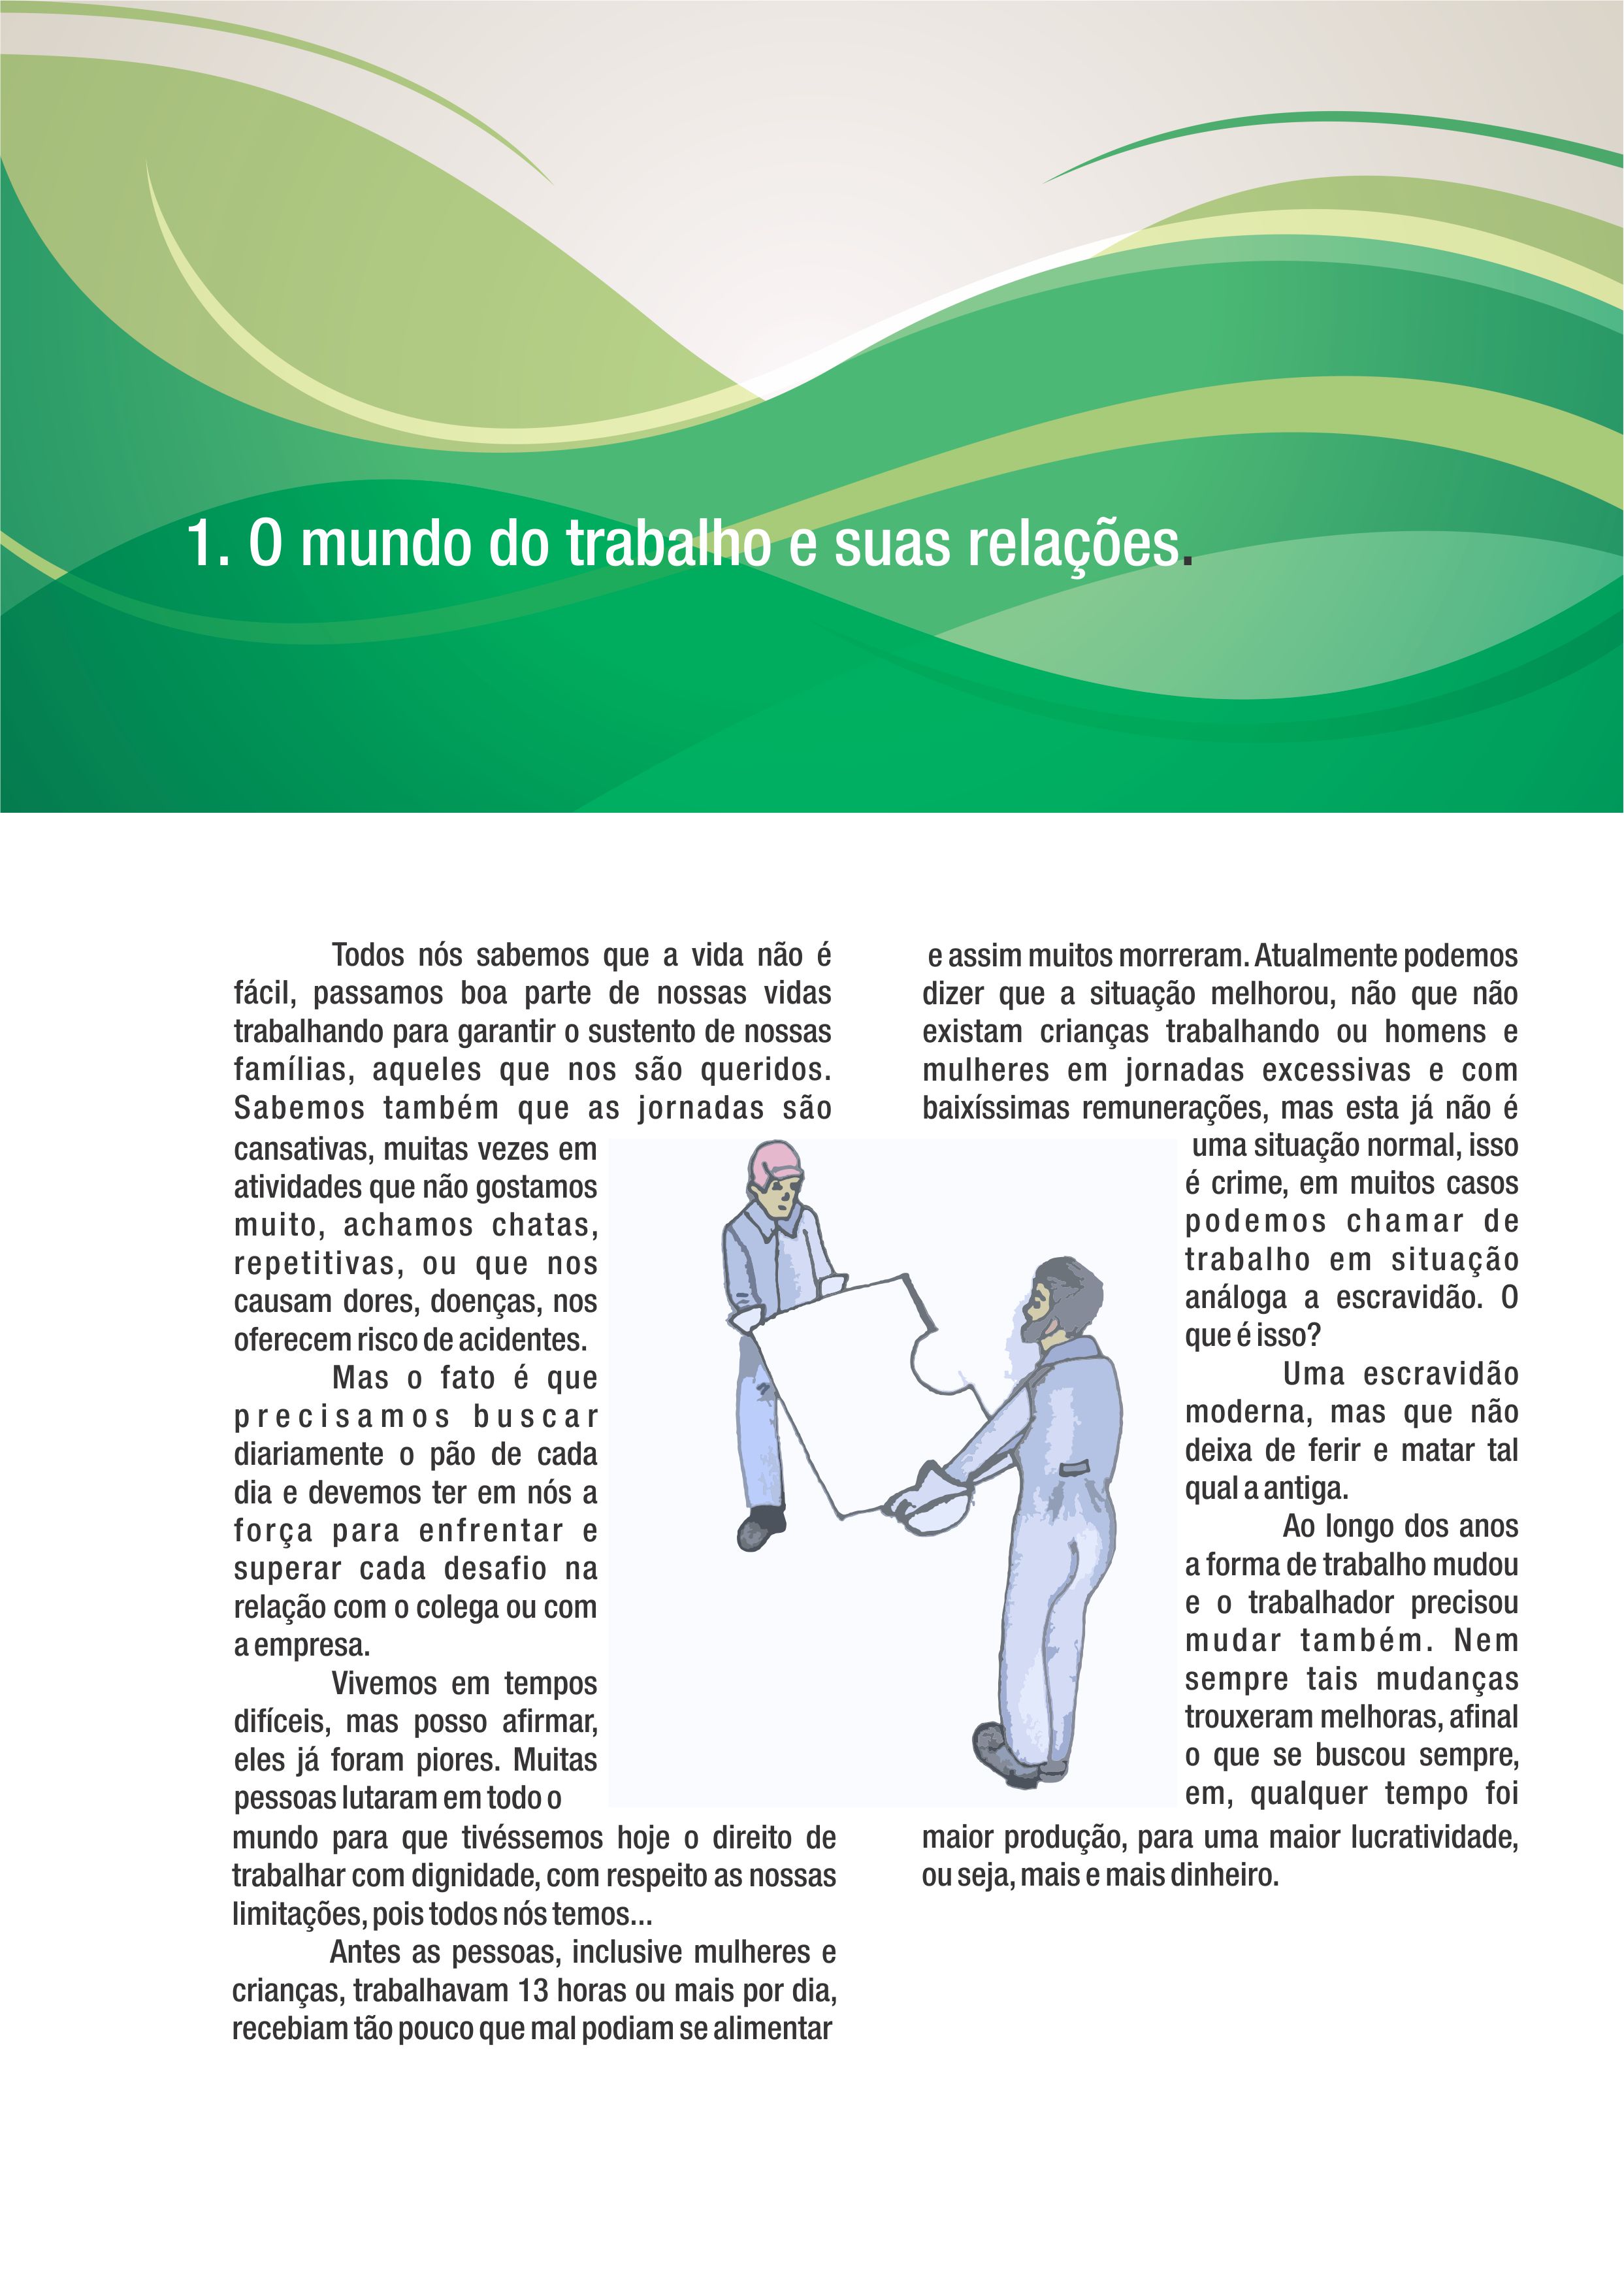 1. O mundo do trabalho e suas relações.
Todos nós sabemos que a vida não é
fácil, passamos boa parte de nossas vidas
trabalhando para garantir o sustento de nossas
famílias, aqueles que nos são queridos.
Sabemos também que as jornadas são
cansativas, muitas vezes em
atividades que não gostamos
muito, achamos chatas,
repetitivas, ou que nos
causam dores, doenças, nos
oferecem risco de acidentes.
Mas o fato é que
precisamos buscar
diariamente o pão de cada
dia e devemos ter em nós a
força para enfrentar e
superar cada desafio na
relação com o colega ou com
a empresa.
Vivemos em tempos
difíceis, mas posso afirmar,
eles já foram piores. Muitas
pessoas lutaram em todo o
mundo para que tivéssemos hoje o direito de
trabalhar com dignidade, com respeito as nossas
limitações, pois todos nós temos...
Antes as pessoas, inclusive mulheres e
crianças, trabalhavam 13 horas ou mais por dia,
recebiam tão pouco que mal podiam se alimentar
e assim muitos morreram. Atualmente podemos
dizer que a situação melhorou, não que não
existam crianças trabalhando ou homens e
mulheres em jornadas excessivas e com
baixíssimas remunerações, mas esta já não é
uma situação normal, isso
é crime, em muitos casos
podemos chamar de
trabalho em situação
análoga a escravidão. O
que é isso?
Uma escravidão
moderna, mas que não
deixa de ferir e matar tal
qual a antiga.
Ao longo dos anos
a forma de trabalho mudou
e o trabalhador precisou
mudar também. Nem
sempre tais mudanças
trouxeram melhoras, afinal
o que se buscou sempre,
em, qualquer tempo foi
maior produção, para uma maior lucratividade,
ou seja, mais e mais dinheiro.